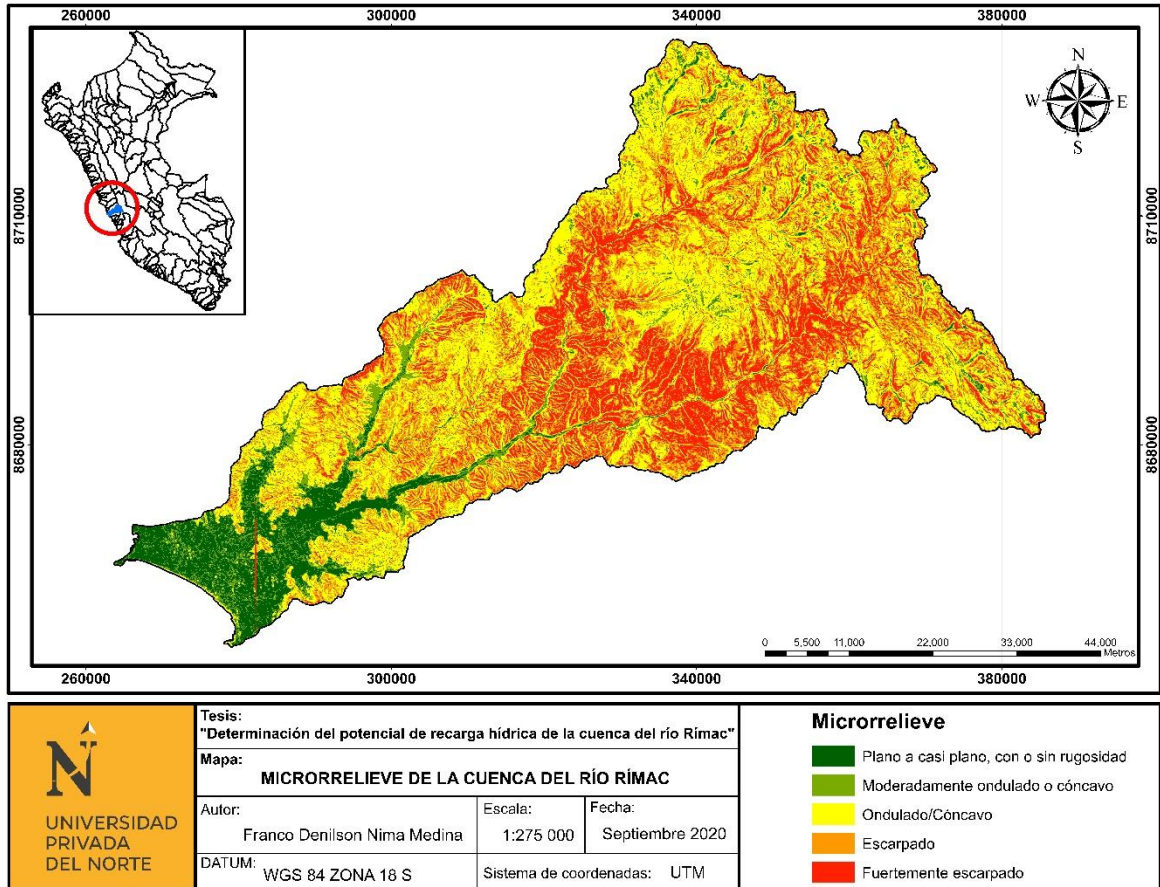 260000 300000 340000 380000
N
W E
S
8710000 8710000
8680000 8680000
0 5,500 11,000 22,000 33,000 44,000
Metros
260000 300000 340000 380000
N
UNIVERSIDAD
PRIVADA
DEL NORTE
Tesis:
"Determinación del potencial de recarga hídrica de la cuenca del río Rímac"
Mapa:
MICRORRELIEVE DE LA CUENCA DEL RÍO RÍMAC
Autor:
Franco Denilson Nima Medina
Escala:
1:275 000
Fecha:
Septiembre 2020
DATUM: WGS 84 ZONA 18 S
Sistema de coordenadas: UTM
Microrrelieve
Plano a casi plano, con o sin rugosidad
Moderadamente ondulado o cóncavo
Ondulado/Cóncavo
Escarpado
Fuertemente escarpado